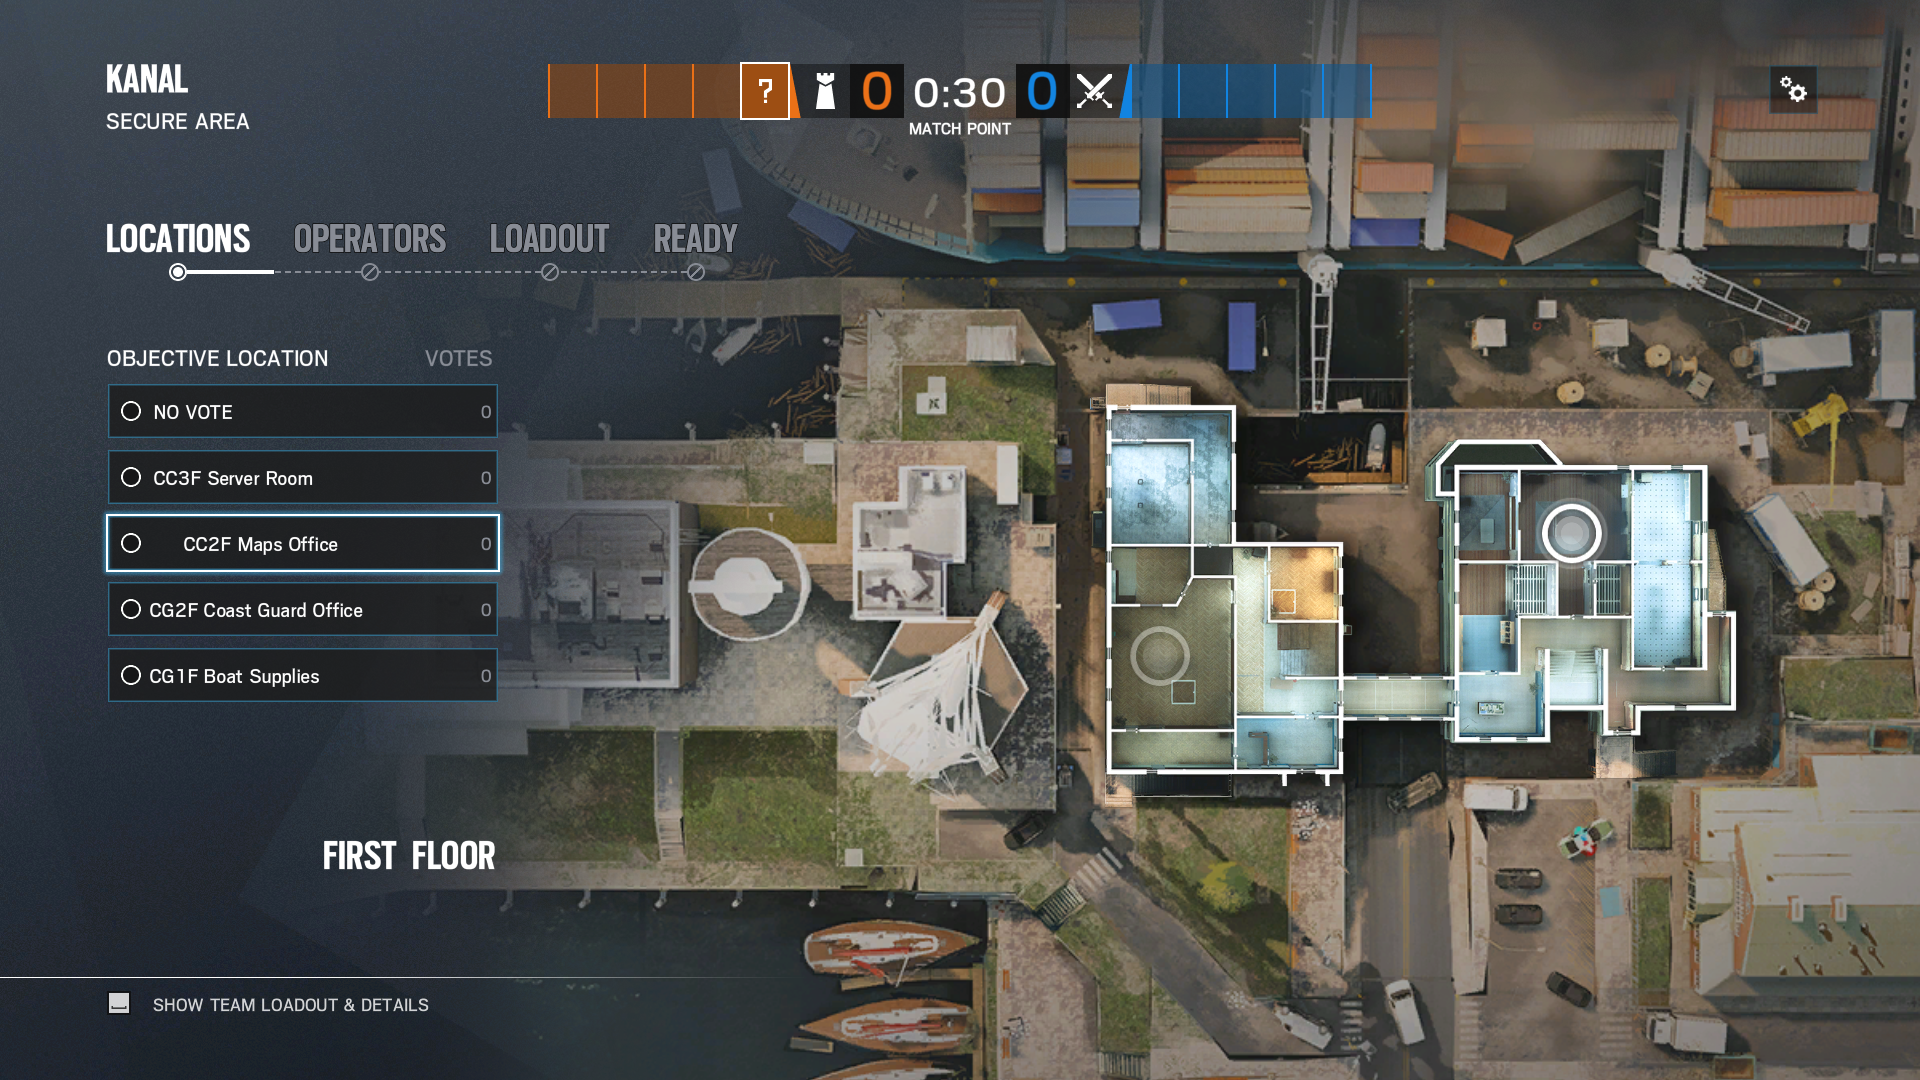 KANAL
SECURE AREA
?
0
0:30
0
MATCH POINT
LOCATIONS
OPERATORS
LOADOUT
READY
OBJECTIVE LOCATION
VOTES
NO VOTE
0
CC3F Server Room
0
CC2F Maps Office
0
CG2F Coast Guard Office
0
CG1F Boat Supplies
0
FIRST FLOOR
SHOW TEAM LOADOUT & DETAILS